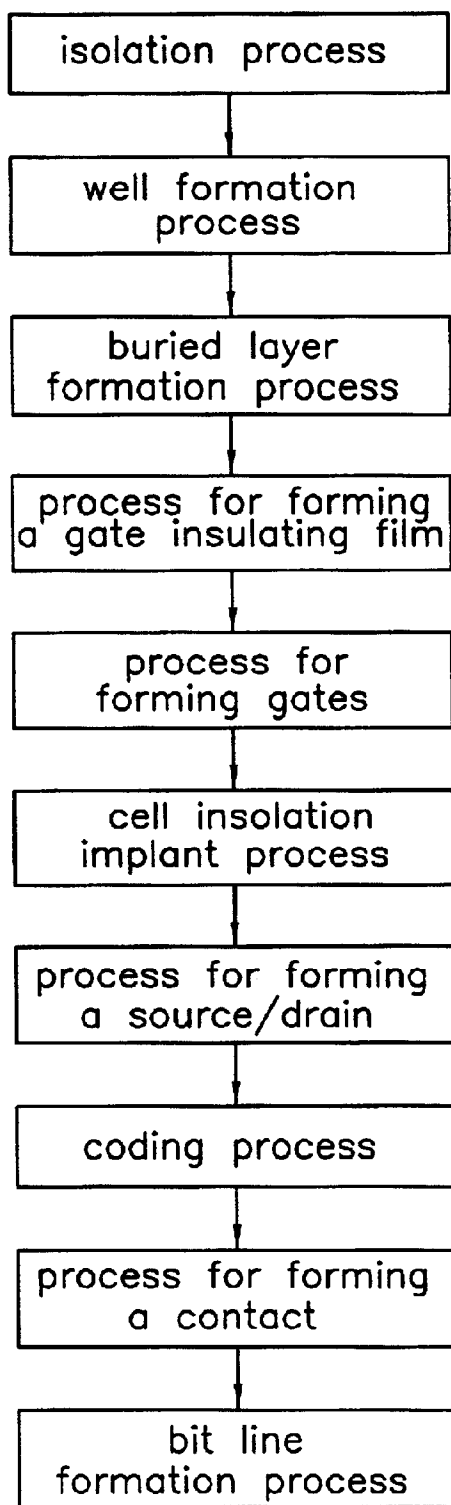 isolation process
well formation
process
buried layer
formation process
process for forming
a gate insulating film
process for
forming gates
cell insolation
implant process
process for forming
a source/drain
coding process
process for forming
a contact
bit line
formation process